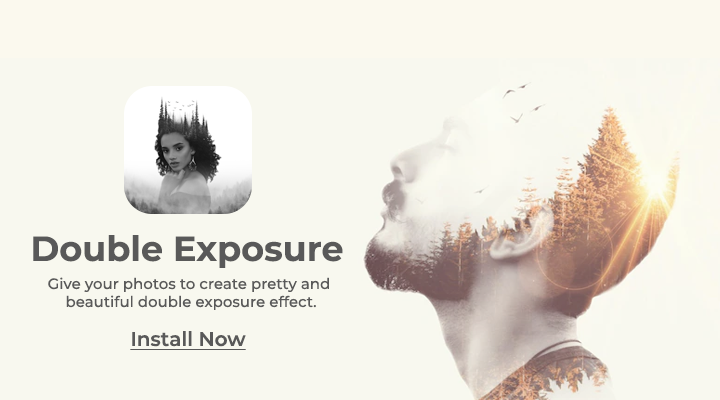 Double Exposure
Give your photos to create pretty and
beautiful double exposure effect.
Install Now